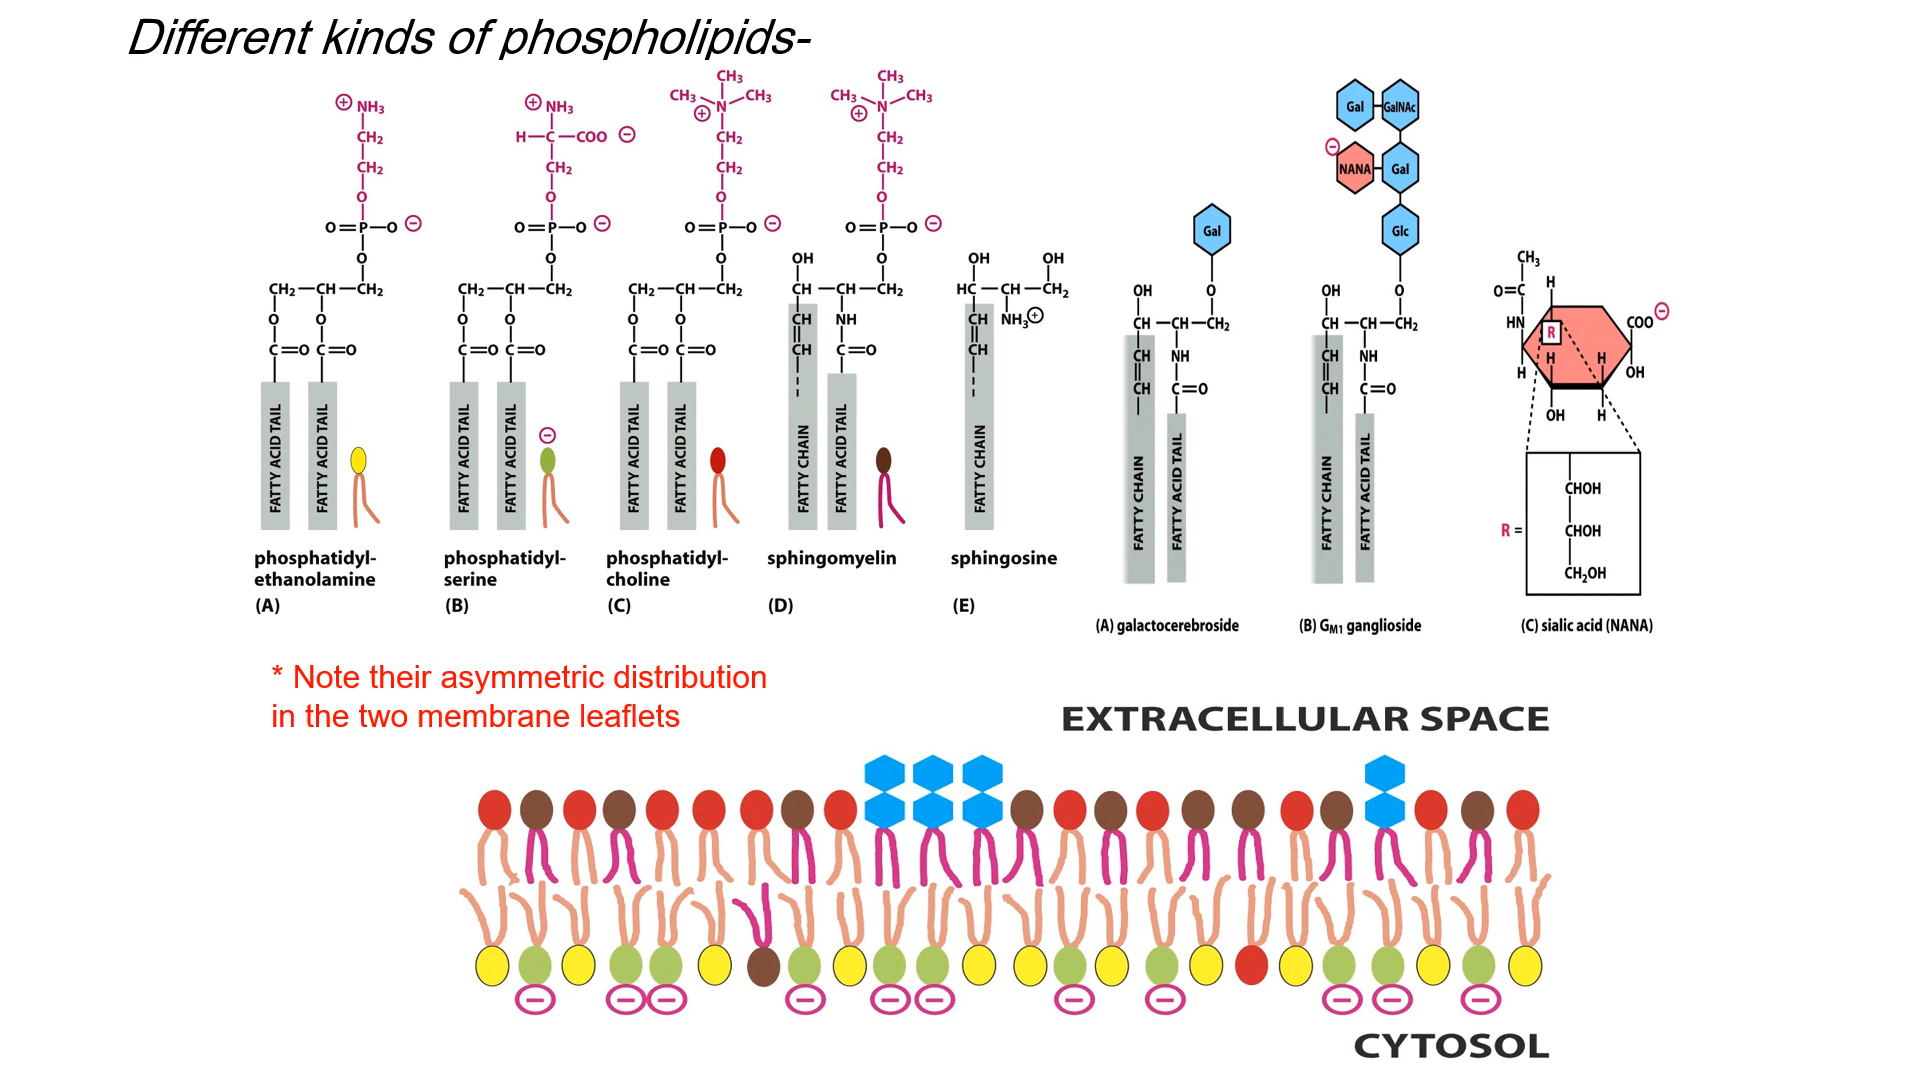 Different kinds of phospholipids-
⊕ NH₃
CH₂
CH₂
O
O=P—O ⊖
O
CH₂—CH—CH₂
O O
C=O C=O
FATTY ACID TAIL FATTY ACID TAIL
phosphatidyl-
ethanolamine
(A)
⊕ NH₃
H—C—COO ⊖
CH₂
O
O=P—O ⊖
O
CH₂—CH—CH₂
O O
C=O C=O
FATTY ACID TAIL FATTY ACID TAIL
⊖
phosphatidyl-
serine
(B)
CH₃
CH₃ N CH₃
⊕
CH₂
CH₂
O
O=P—O ⊖
O
CH₂—CH—CH₂
O O
C=O C=O
FATTY ACID TAIL FATTY ACID TAIL
phosphatidyl-
choline
(C)
CH₃
CH₃ N CH₃
⊕
CH₂
CH₂
O
O=P—O ⊖
OH O
CH—CH—CH₂
CH NH
CH C=O
FATTY CHAIN FATTY ACID TAIL
sphingomyelin
(D)
OH OH
HC—CH—CH₂
CH NH₃⊕
CH
FATTY CHAIN
sphingosine
(E)
Gal
OH O
CH—CH—CH₂
CH NH
CH C=O
FATTY CHAIN FATTY ACID TAIL
(A) galactocerebroside
Gal GalNAc
⊖
NANA Gal
Glc
OH O
CH—CH—CH₂
CH NH
CH C=O
FATTY CHAIN FATTY ACID TAIL
(B) G_M1 ganglioside
CH₃
O=C H
HN R COO ⊖
H H
H OH
OH H
CHOH
R = CHOH
CH₂OH
(C) sialic acid (NANA)
* Note their asymmetric distribution
in the two membrane leaflets
EXTRACELLULAR SPACE
⊖ ⊖ ⊖ ⊖ ⊖ ⊖ ⊖ ⊖ ⊖ ⊖ ⊖
CYTOSOL